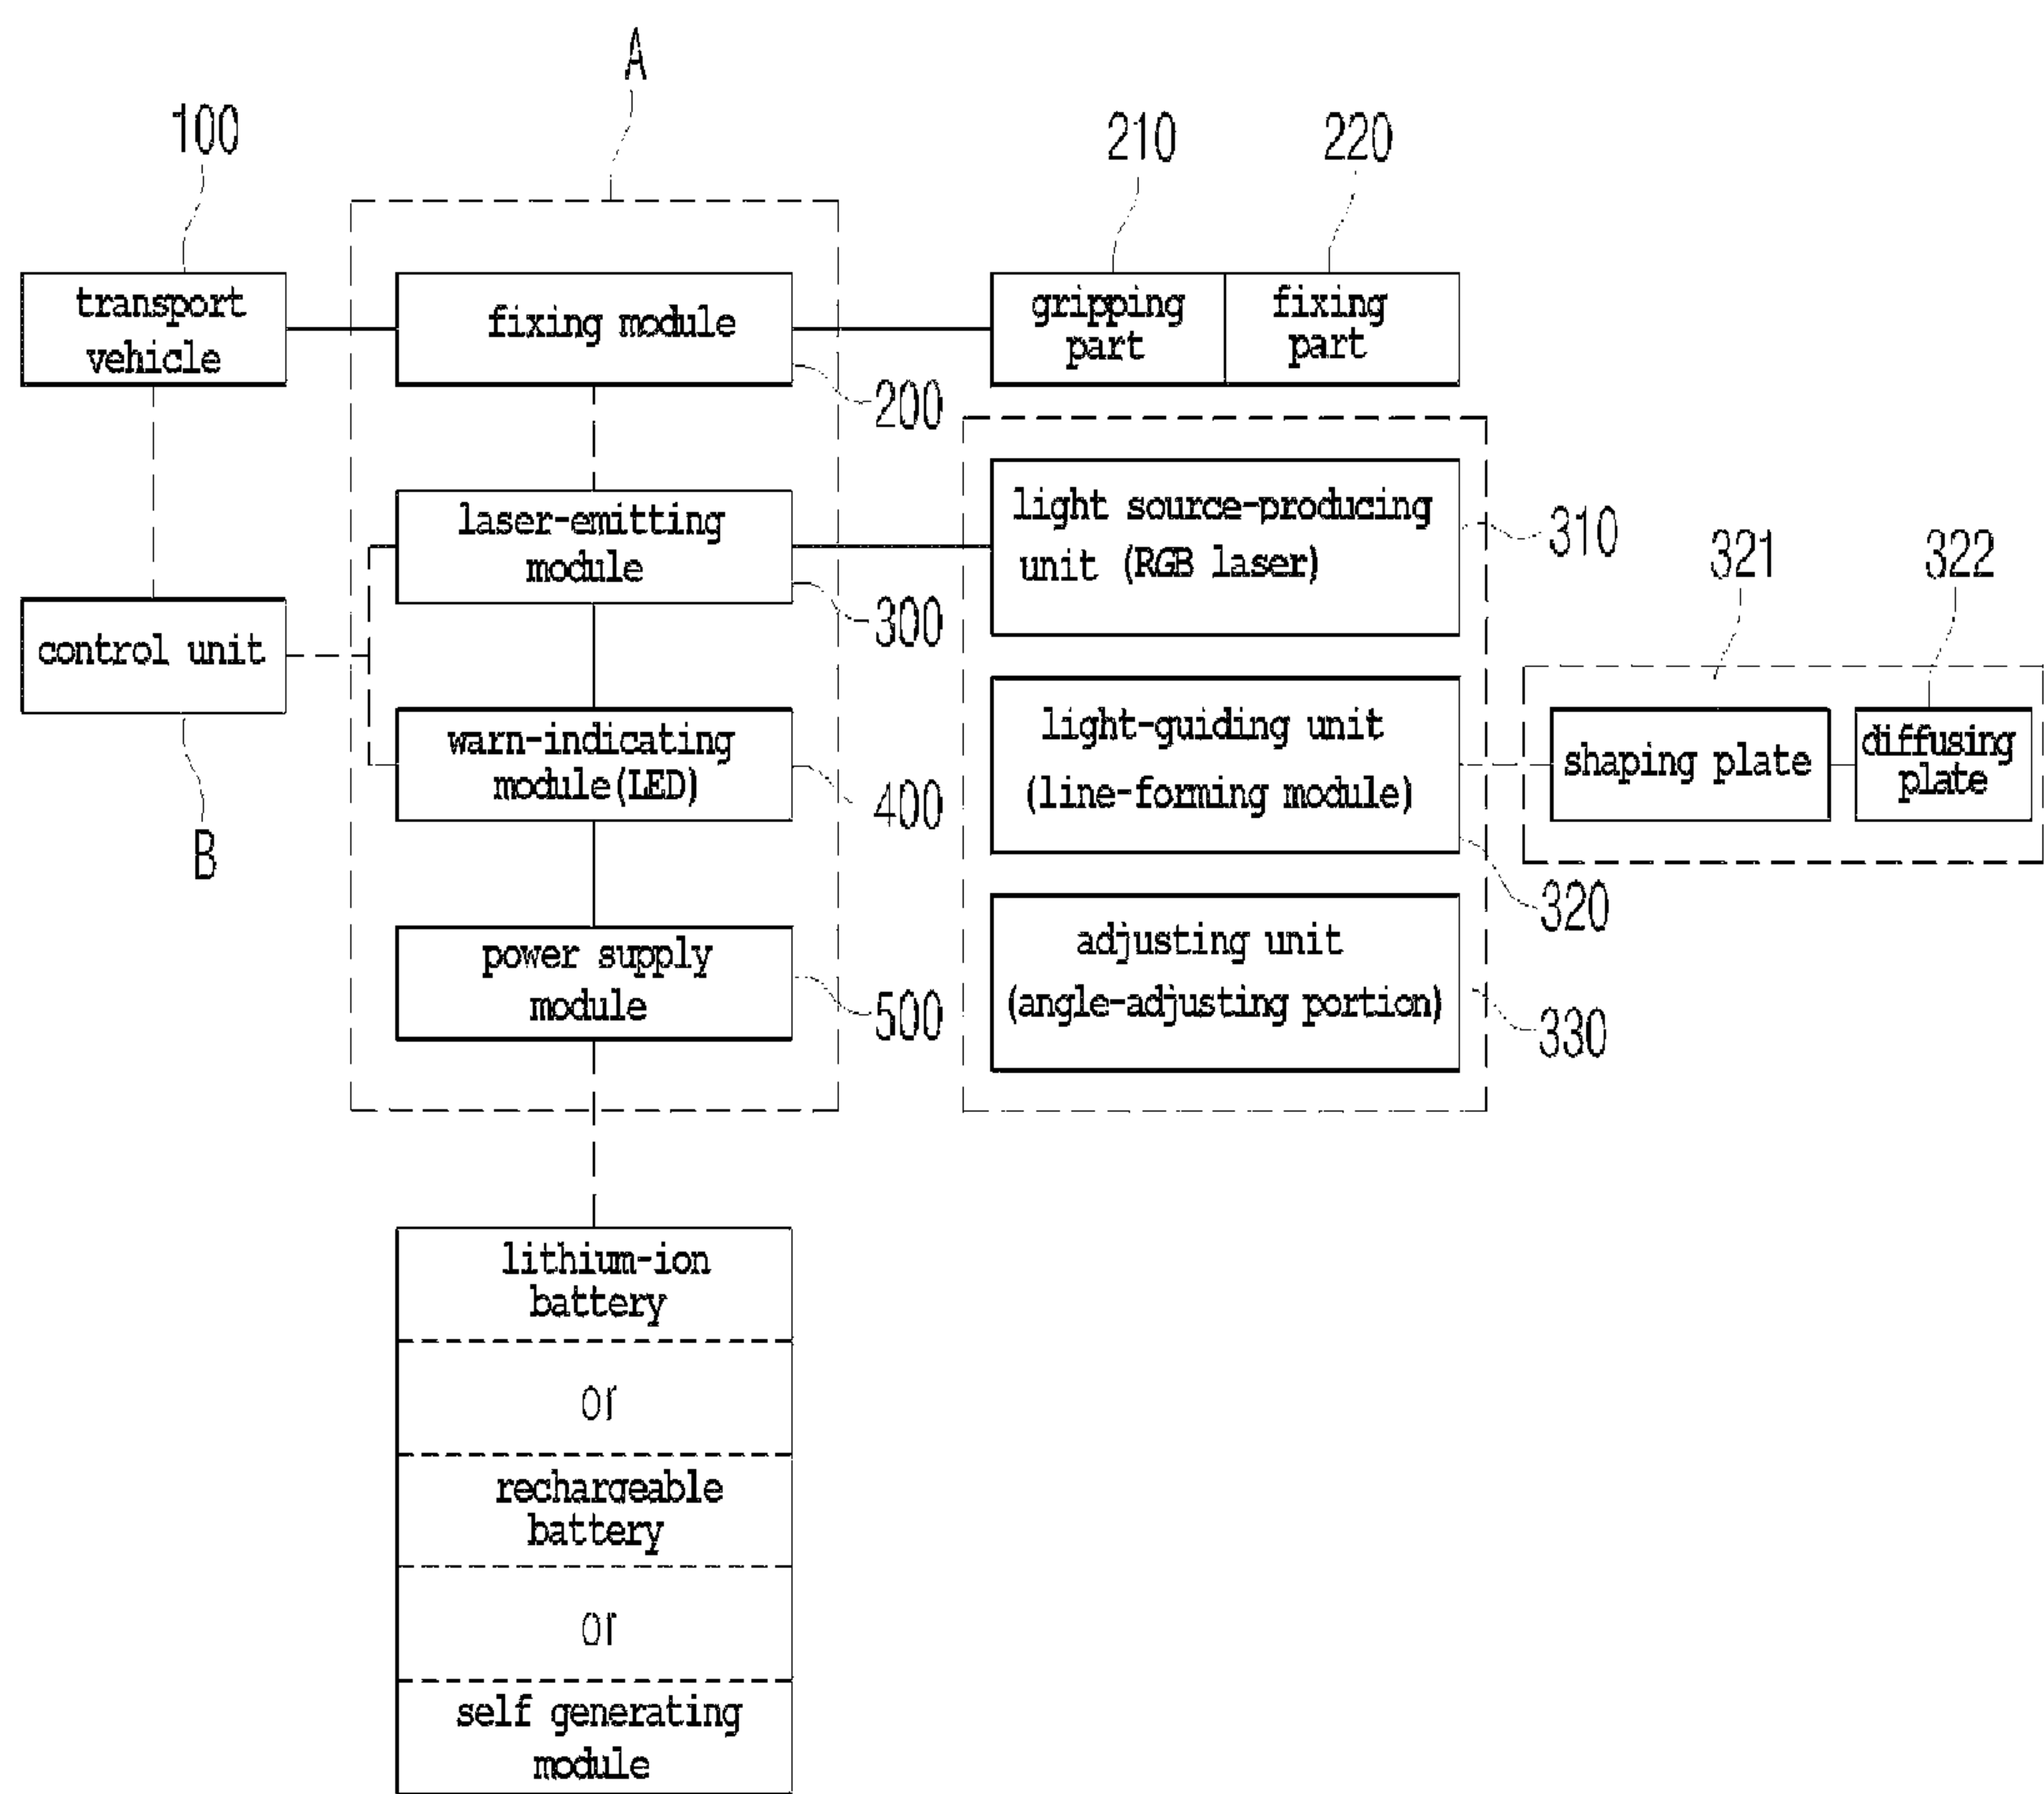 A
100
210
220
transport
vehicle
fixing module
gripping
part
fixing
part
200
laser-emitting
module
light source-producing
unit (RGB laser)
310
321
322
300
control unit
warn-indicating
module(LED)
light-guiding unit
(line-forming module)
shaping plate
diffusing
plate
400
B
320
power supply
module
adjusting unit
(angle-adjusting portion)
500
330
lithium-ion
battery
or
rechargeable
battery
or
self generating
module